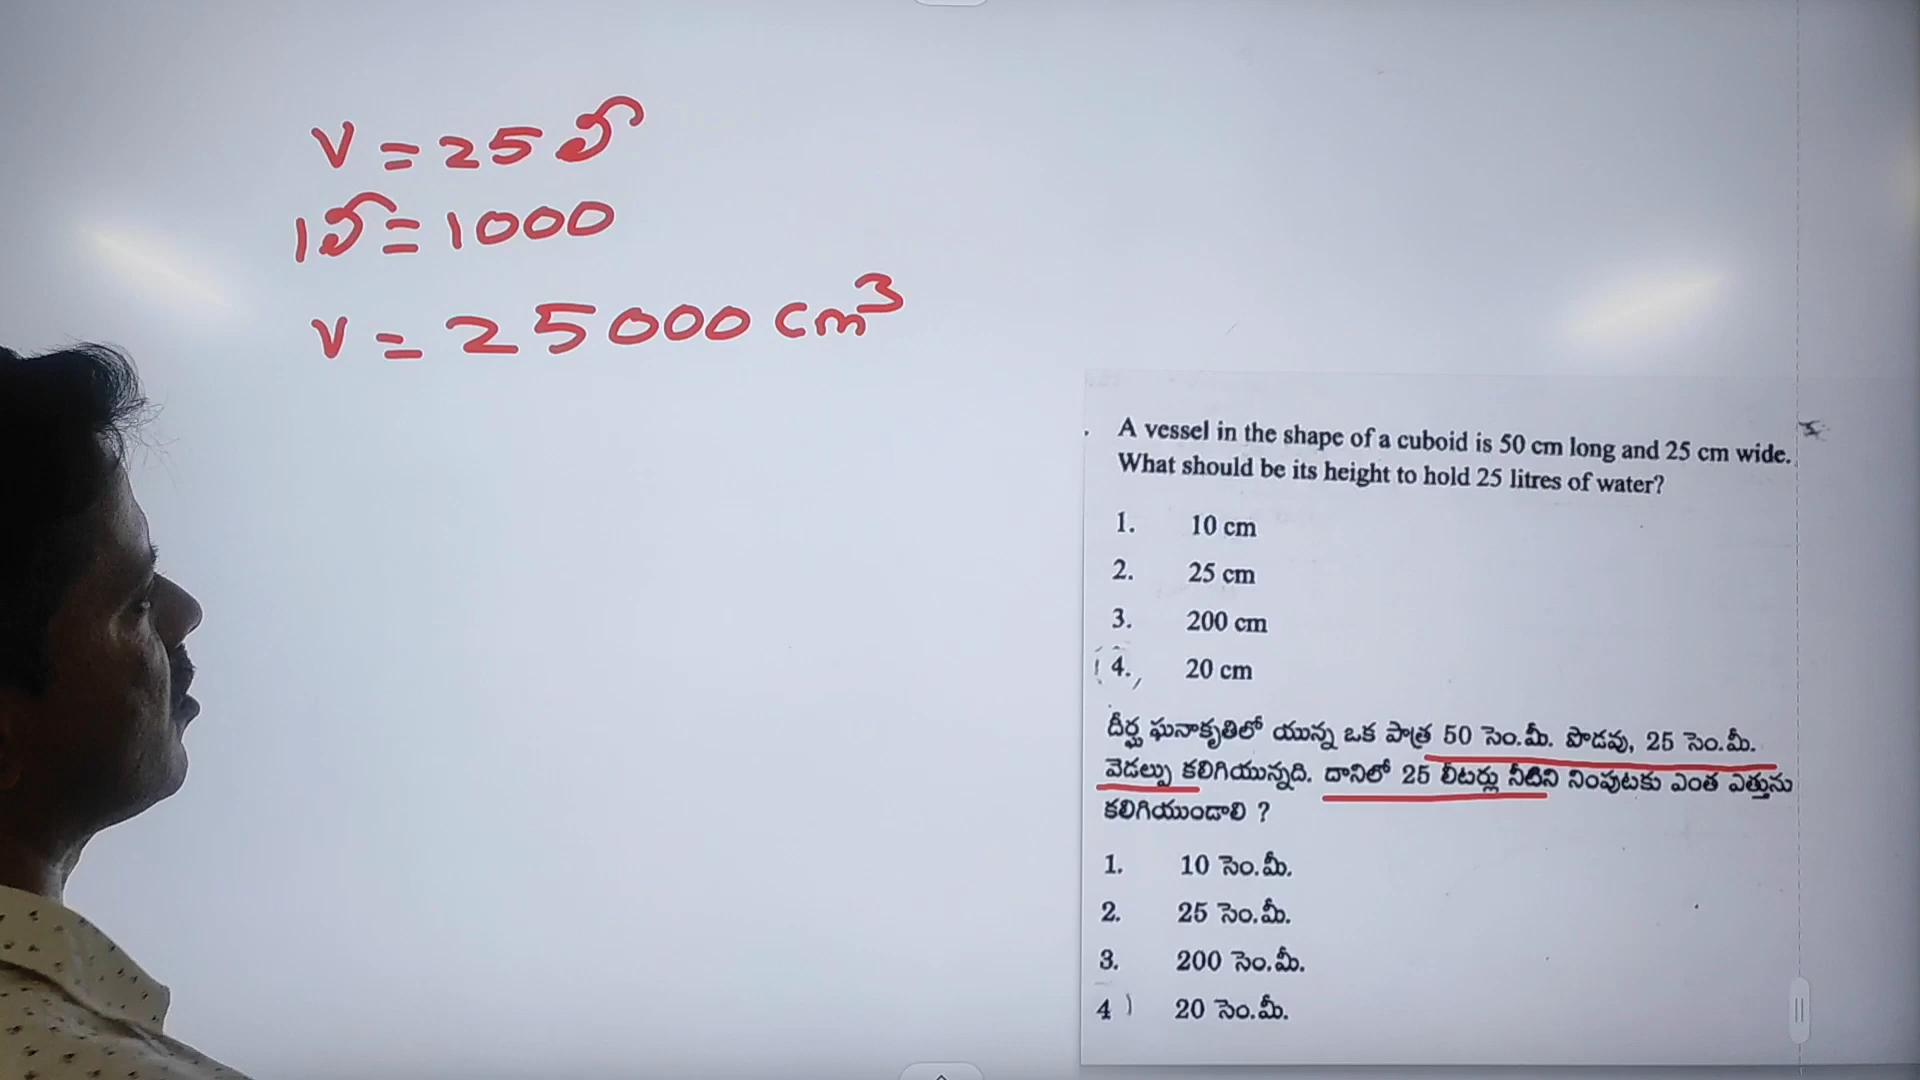 V = 25 లీ
1లీ = 1000
V = 25000 cm³
A vessel in the shape of a cuboid is 50 cm long and 25 cm wide.
What should be its height to hold 25 litres of water?
1. 10 cm
2. 25 cm
3. 200 cm
4. 20 cm
దీర్ఘ ఘనాకృతిలో యున్న ఒక పాత్ర 50 సెం.మీ. పొడవు, 25 సెం.మీ.
వెడల్పు కలిగియున్నది. దానిలో 25 లీటర్లు నీటిని నింపుటకు ఎంత ఎత్తును
కలిగియుండాలి ?
1. 10 సెం.మీ.
2. 25 సెం.మీ.
3. 200 సెం.మీ.
4 20 సెం.మీ.